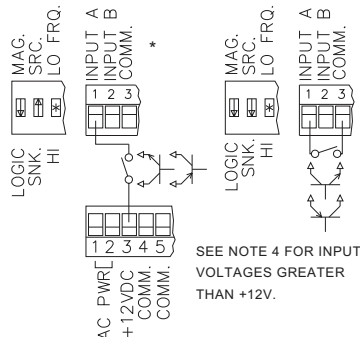 MAG.
SRC.
LO FRQ.
LOGIC
SNK.
HI
*
INPUT A
INPUT B
COMM.
*
1 2 3
1 2 3 4 5
AC PWR
+12VDC
COMM.
COMM.
MAG.
SRC.
LO FRQ.
LOGIC
SNK.
HI
*
INPUT A
INPUT B
COMM.
1 2 3
SEE NOTE 4 FOR INPUT
VOLTAGES GREATER
THAN +12V.